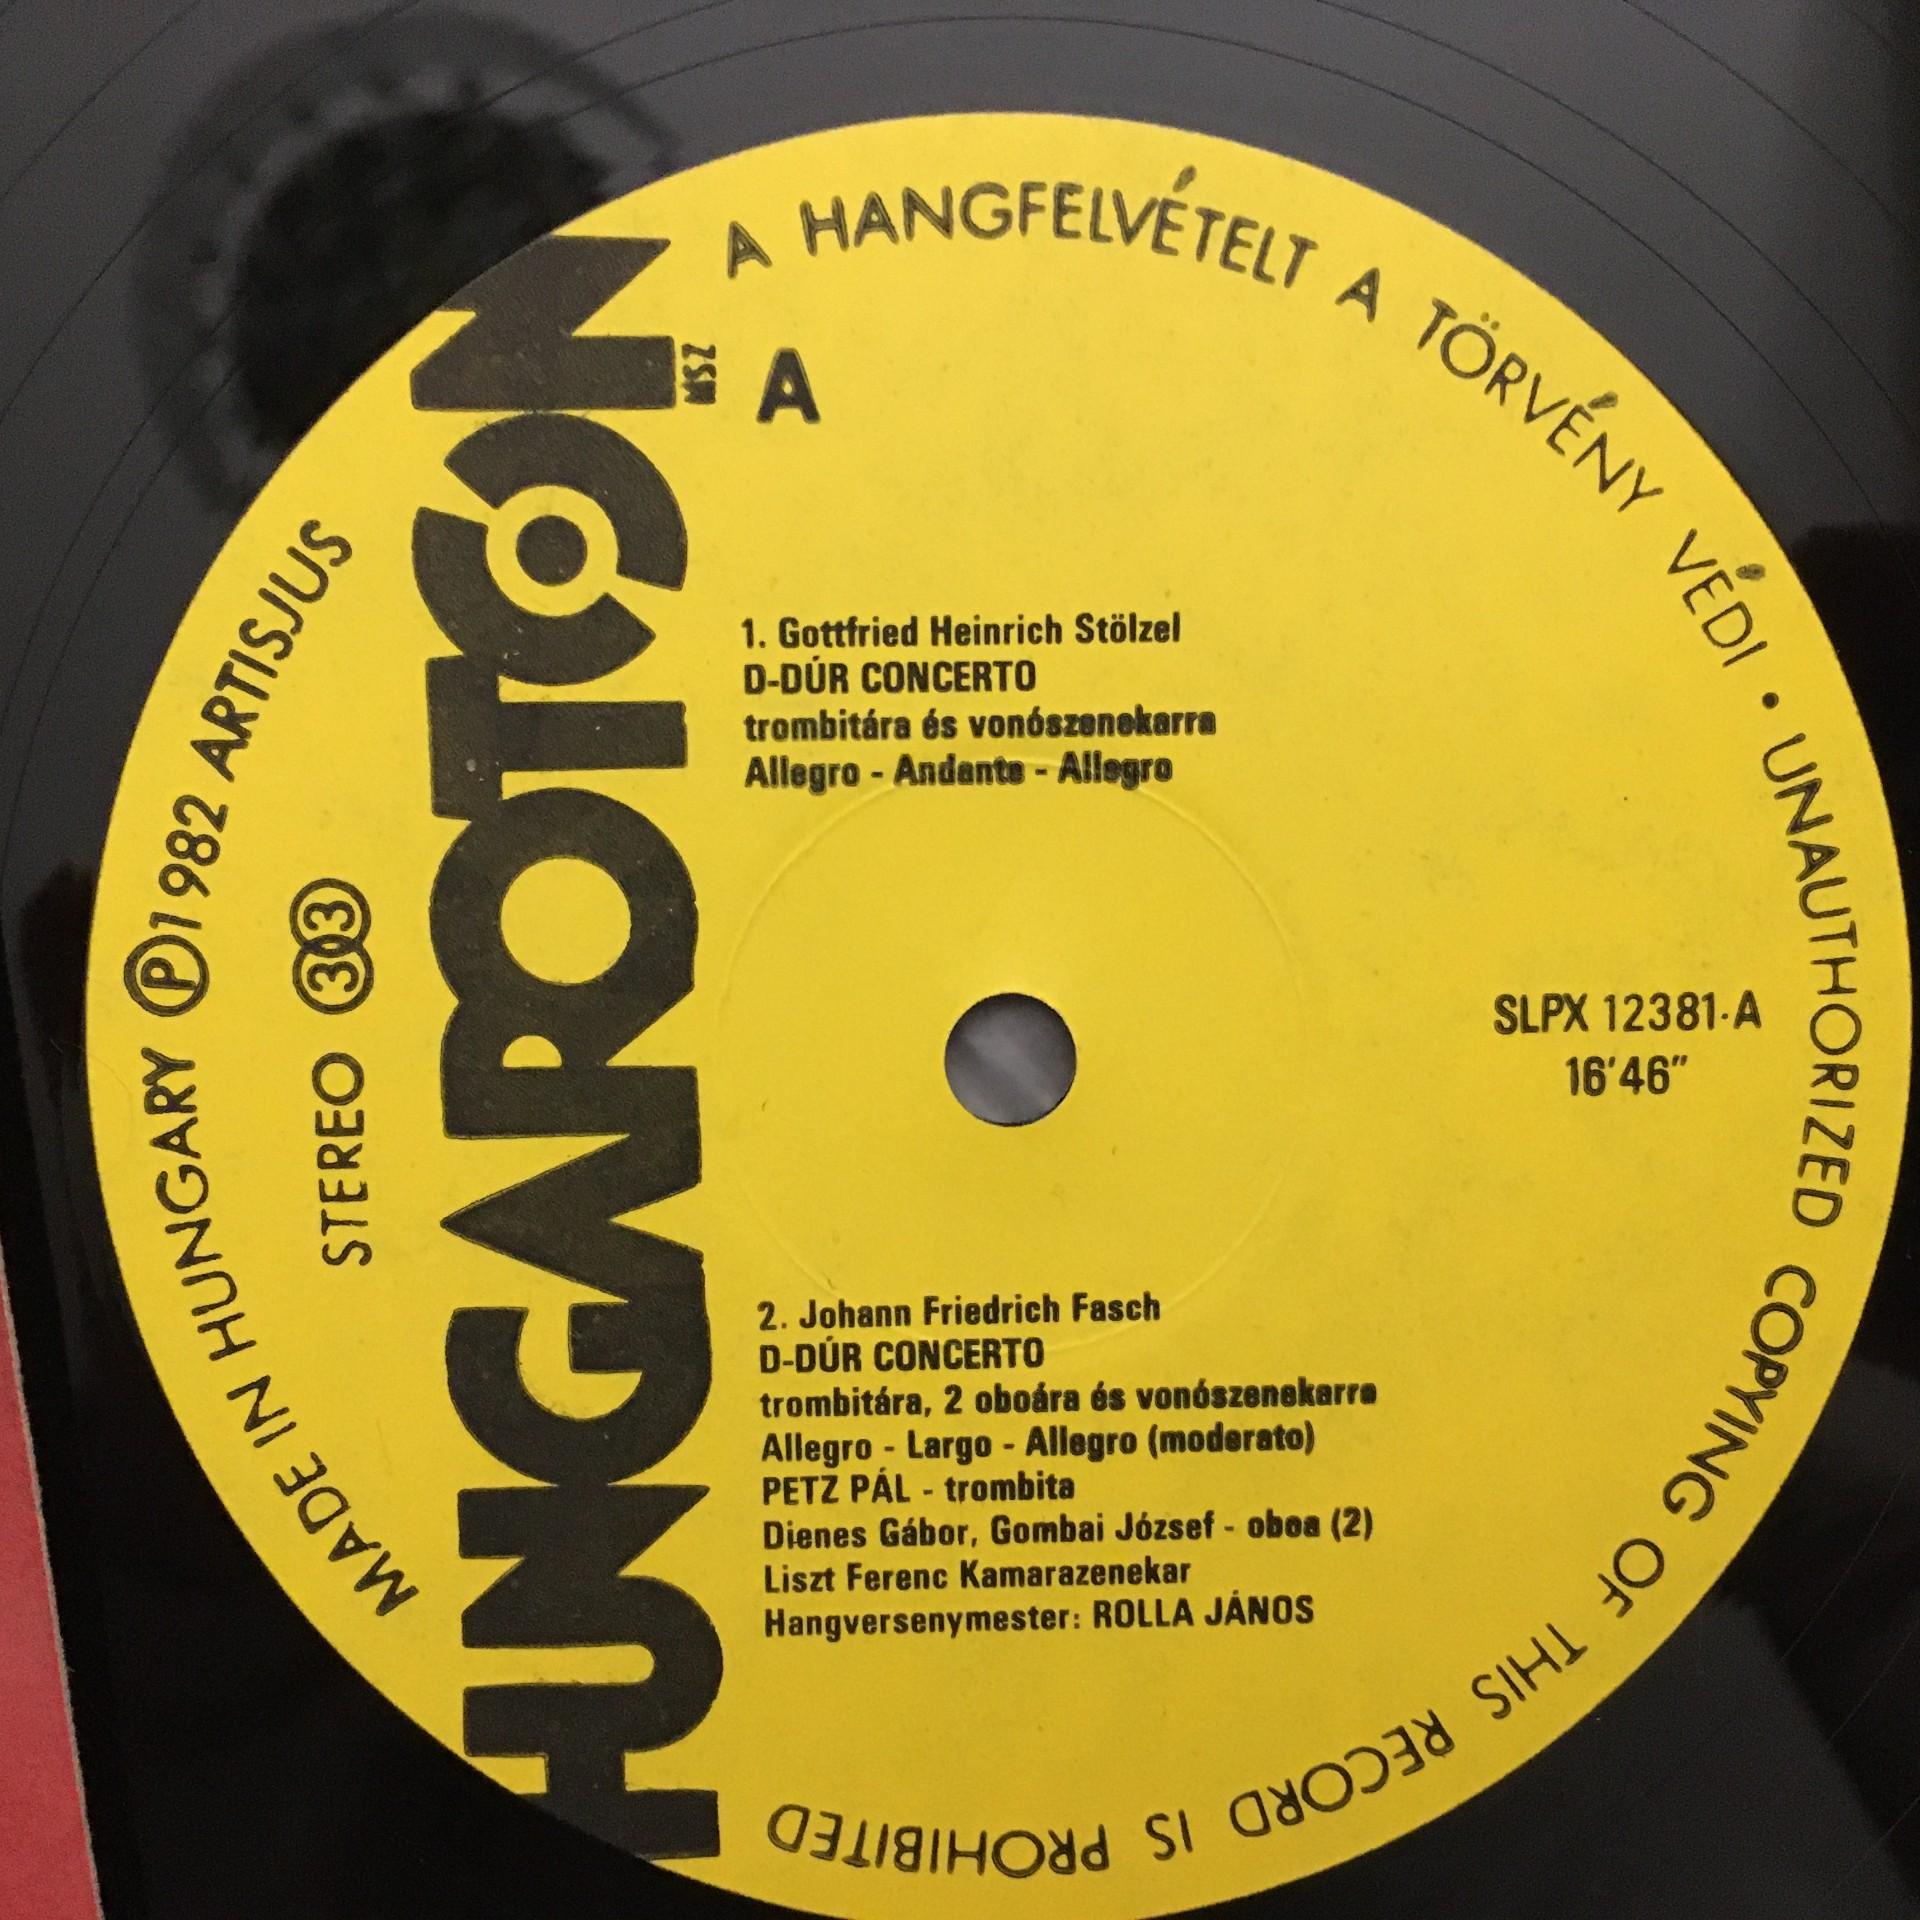 A HANGFELVÉTELT A TÖRVÉNY VÉDI • UNAUTHORIZED COPYING OF THIS RECORD IS PROHIBITED
MADE IN HUNGARY Ⓟ 1982 ARTISJUS
STEREO 33
HUNGAROTON
MSZ
A
1. Gottfried Heinrich Stölzel
D-DÚR CONCERTO
trombitára és vonószenekarra
Allegro - Andante - Allegro
SLPX 12381-A
16'46"
2. Johann Friedrich Fasch
D-DÚR CONCERTO
trombitára, 2 oboára és vonószenekarra
Allegro - Largo - Allegro (moderato)
PETZ PÁL - trombita
Dienes Gábor, Gombai József - oboa (2)
Liszt Ferenc Kamarazenekar
Hangversenymester: ROLLA JÁNOS